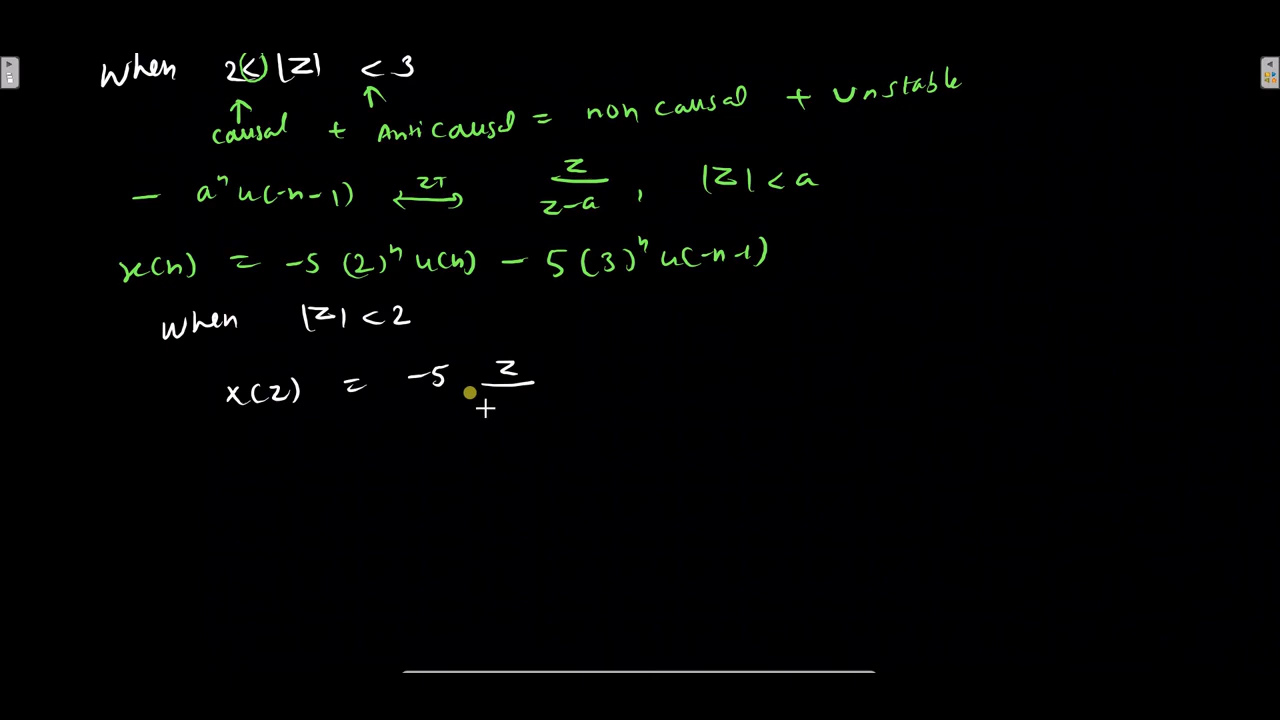 When 2< |Z| < 3
causal + Anticausal = non causal + unstable
- aⁿ u(-n-1) ⟷ ZT z/z-a , |Z| < a
x(n) = -5 (2)ⁿ u(n) - 5 (3)ⁿ u(-n-1)
When |Z| < 2
X(z) = -5 z